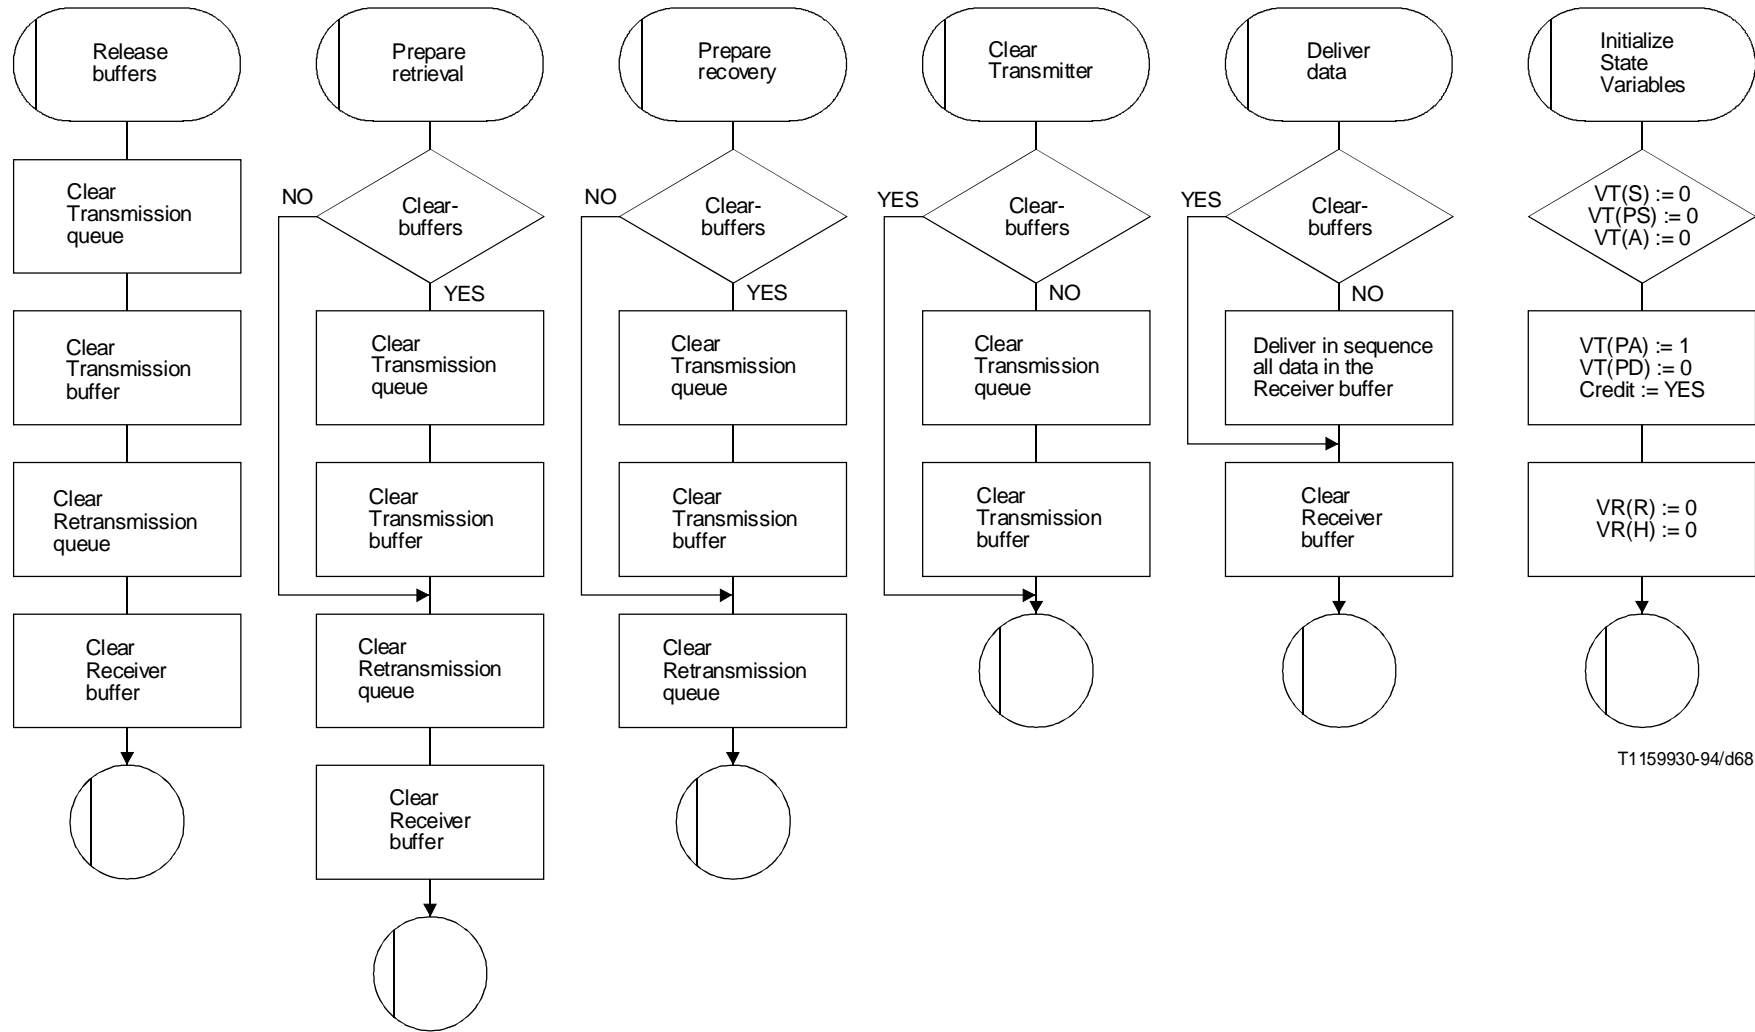 Release
buffers
Clear
Transmission
queue
Clear
Transmission
buffer
Clear
Retransmission
queue
Clear
Receiver
buffer
Prepare
retrieval
NO
Clear-
buffers
YES
Clear
Transmission
queue
Clear
Transmission
buffer
Clear
Retransmission
queue
Clear
Receiver
buffer
Prepare
recovery
NO
Clear-
buffers
YES
Clear
Transmission
queue
Clear
Transmission
buffer
Clear
Retransmission
queue
Clear
Transmitter
YES
Clear-
buffers
NO
Clear
Transmission
queue
Clear
Transmission
buffer
Deliver
data
YES
Clear-
buffers
NO
Deliver in sequence
all data in the
Receiver buffer
Clear
Receiver
buffer
Initialize
State
Variables
VT(S) := 0
VT(PS) := 0
VT(A) := 0
VT(PA) := 1
VT(PD) := 0
Credit := YES
VR(R) := 0
VR(H) := 0
T1159930-94/d68